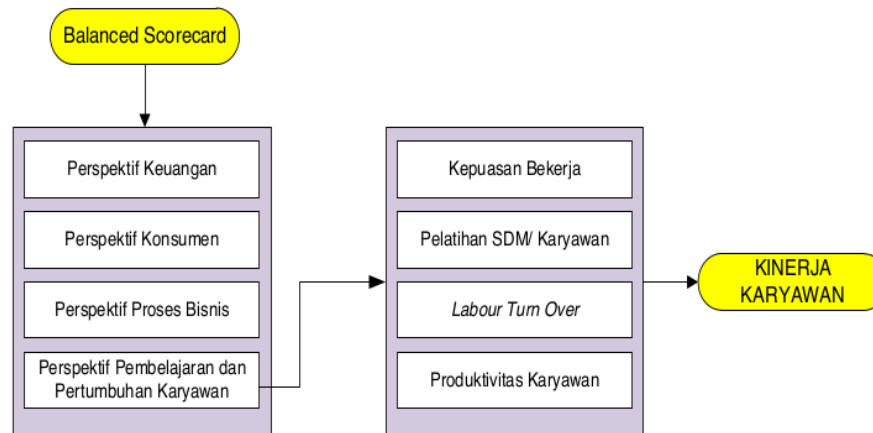 Balanced Scorecard
Perspektif Keuangan
Perspektif Konsumen
Perspektif Proses Bisnis
Perspektif Pembelajaran dan
Pertumbuhan Karyawan
Kepuasan Bekerja
Pelatihan SDM/ Karyawan
Labour Turn Over
Produktivitas Karyawan
KINERJA
KARYAWAN